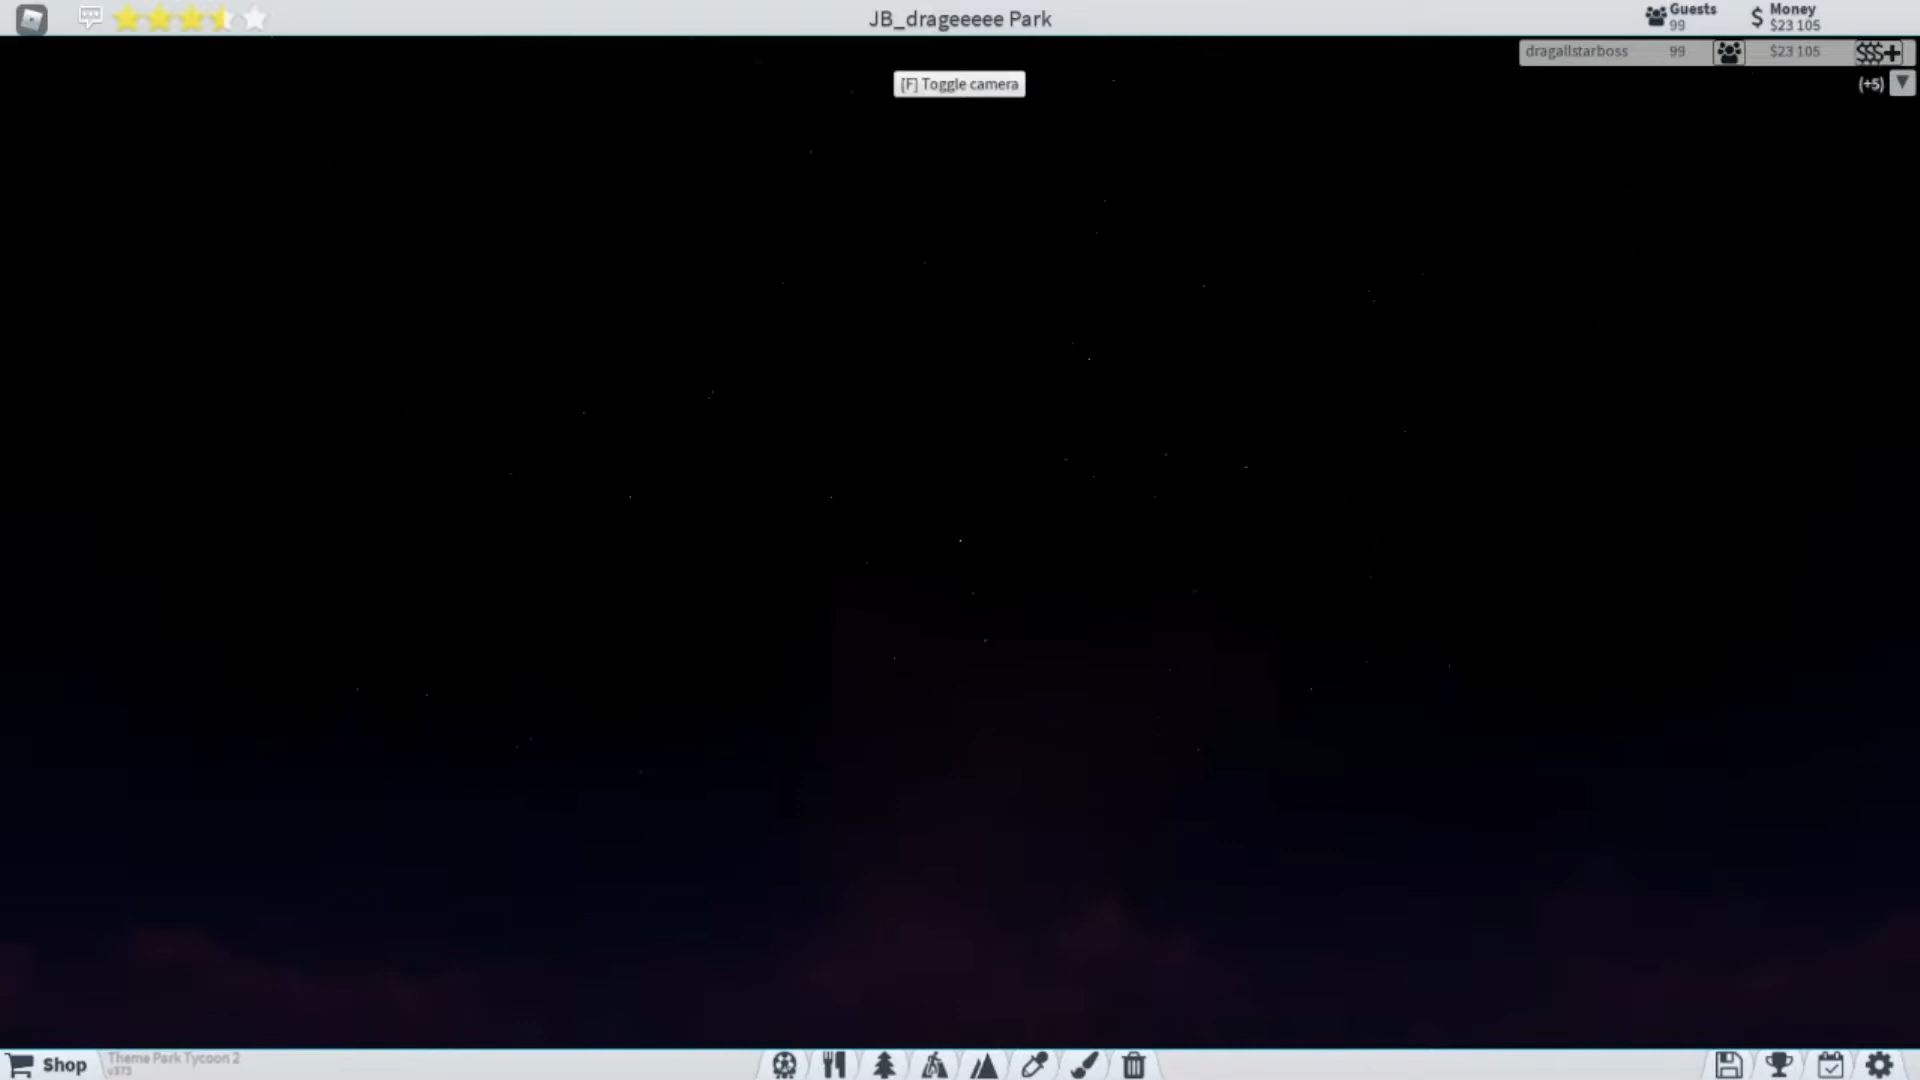 JB_drageeeee Park
Guests
99
$ Money
$23 105
dragallstarboss 99 $23 105 $$$+
(+5)
[F] Toggle camera
Shop
Theme Park Tycoon 2
v373